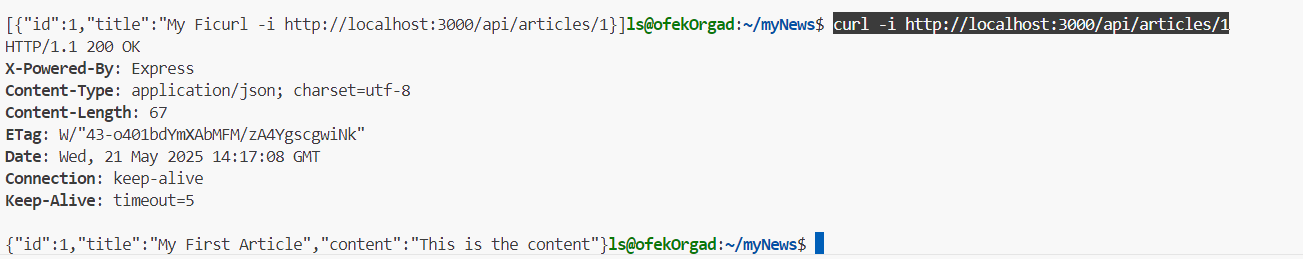 [{"id":1,"title":"My Ficurl -i http://localhost:3000/api/articles/1}]ls@ofekOrgad:~/myNews$ curl -i http://localhost:3000/api/articles/1
HTTP/1.1 200 OK
X-Powered-By: Express
Content-Type: application/json; charset=utf-8
Content-Length: 67
ETag: W/"43-o401bdYmXAbMFM/zA4YgscgwiNk"
Date: Wed, 21 May 2025 14:17:08 GMT
Connection: keep-alive
Keep-Alive: timeout=5
{"id":1,"title":"My First Article","content":"This is the content"}ls@ofekOrgad:~/myNews$